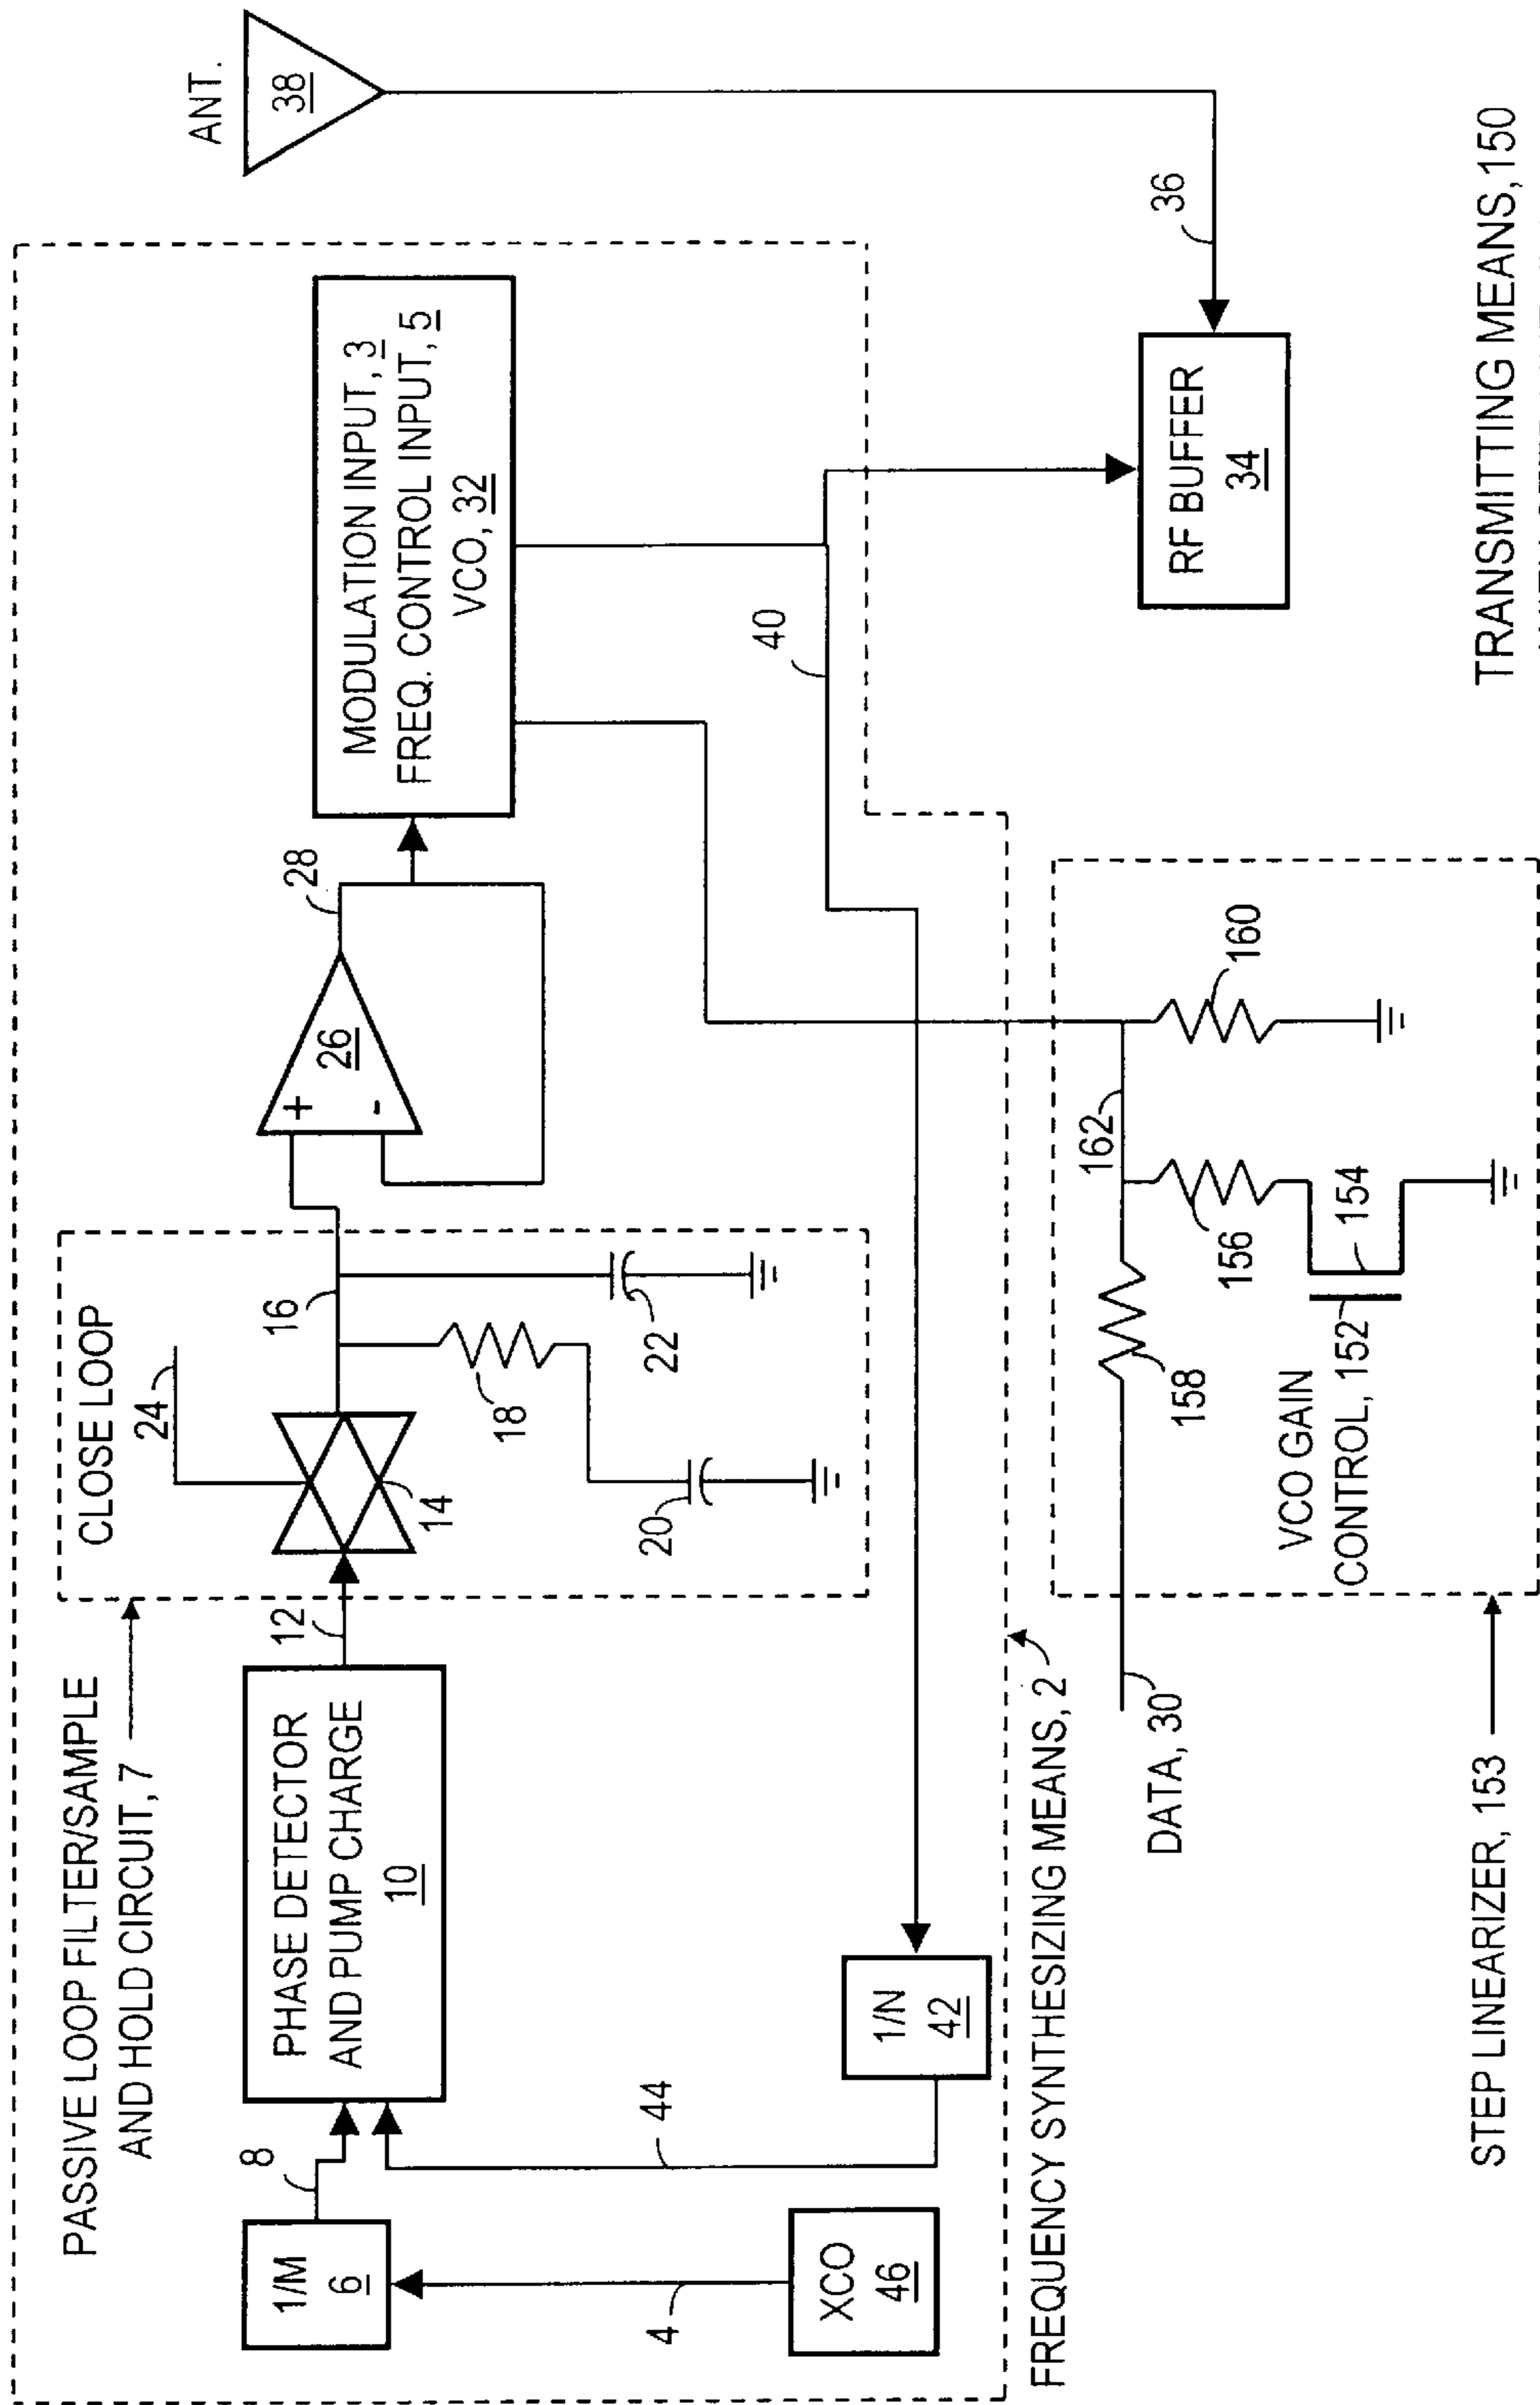 PASSIVE LOOP FILTER/SAMPLE
AND HOLD CIRCUIT, 7
CLOSE LOOP
24
1/M
6
8
PHASE DETECTOR
AND PUMP CHARGE
10
12
14
16
18
20
22
+
-
26
28
MODULATION INPUT, 3
FREQ. CONTROL INPUT, 5
VCO, 32
ANT.
38
4
XCO
46
44
1/N
42
40
36
RF BUFFER
34
FREQUENCY SYNTHESIZING MEANS, 2
DATA, 30
158
162
156
160
VCO GAIN
CONTROL, 152
154
STEP LINEARIZER, 153
TRANSMITTING MEANS, 150